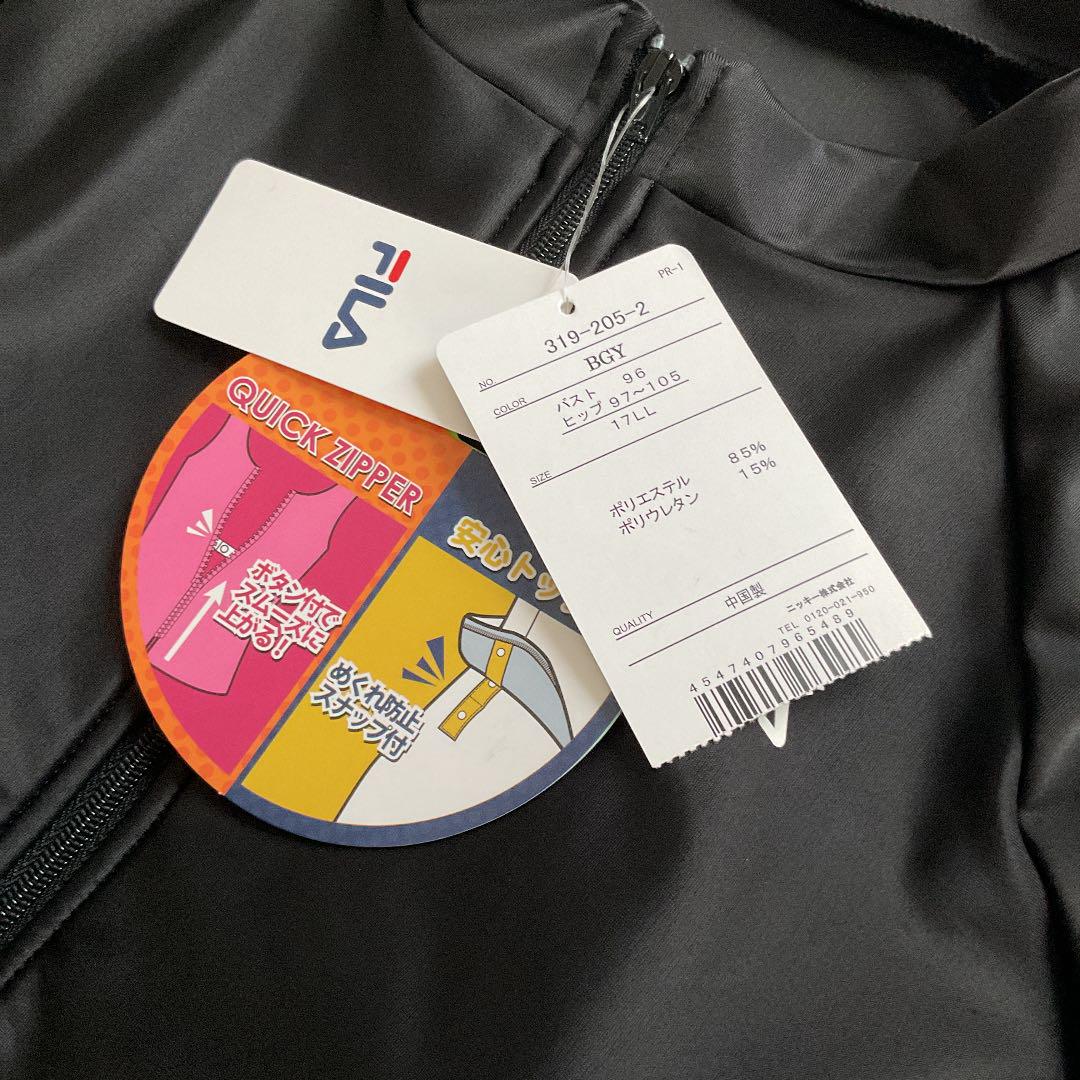 FILA
PR-1
NO. 319-205-2
COLOR BGY
バスト 96
ヒップ 97~105
SIZE 17LL
ポリエステル 85%
ポリウレタン 15%
QUALITY 中国製
ニッキー株式会社
TEL 0120-021-950
4547407965489
QUICK ZIPPER
ボタン付で
スムーズに
上がる!
安心トッ
めくれ防止
スナップ付